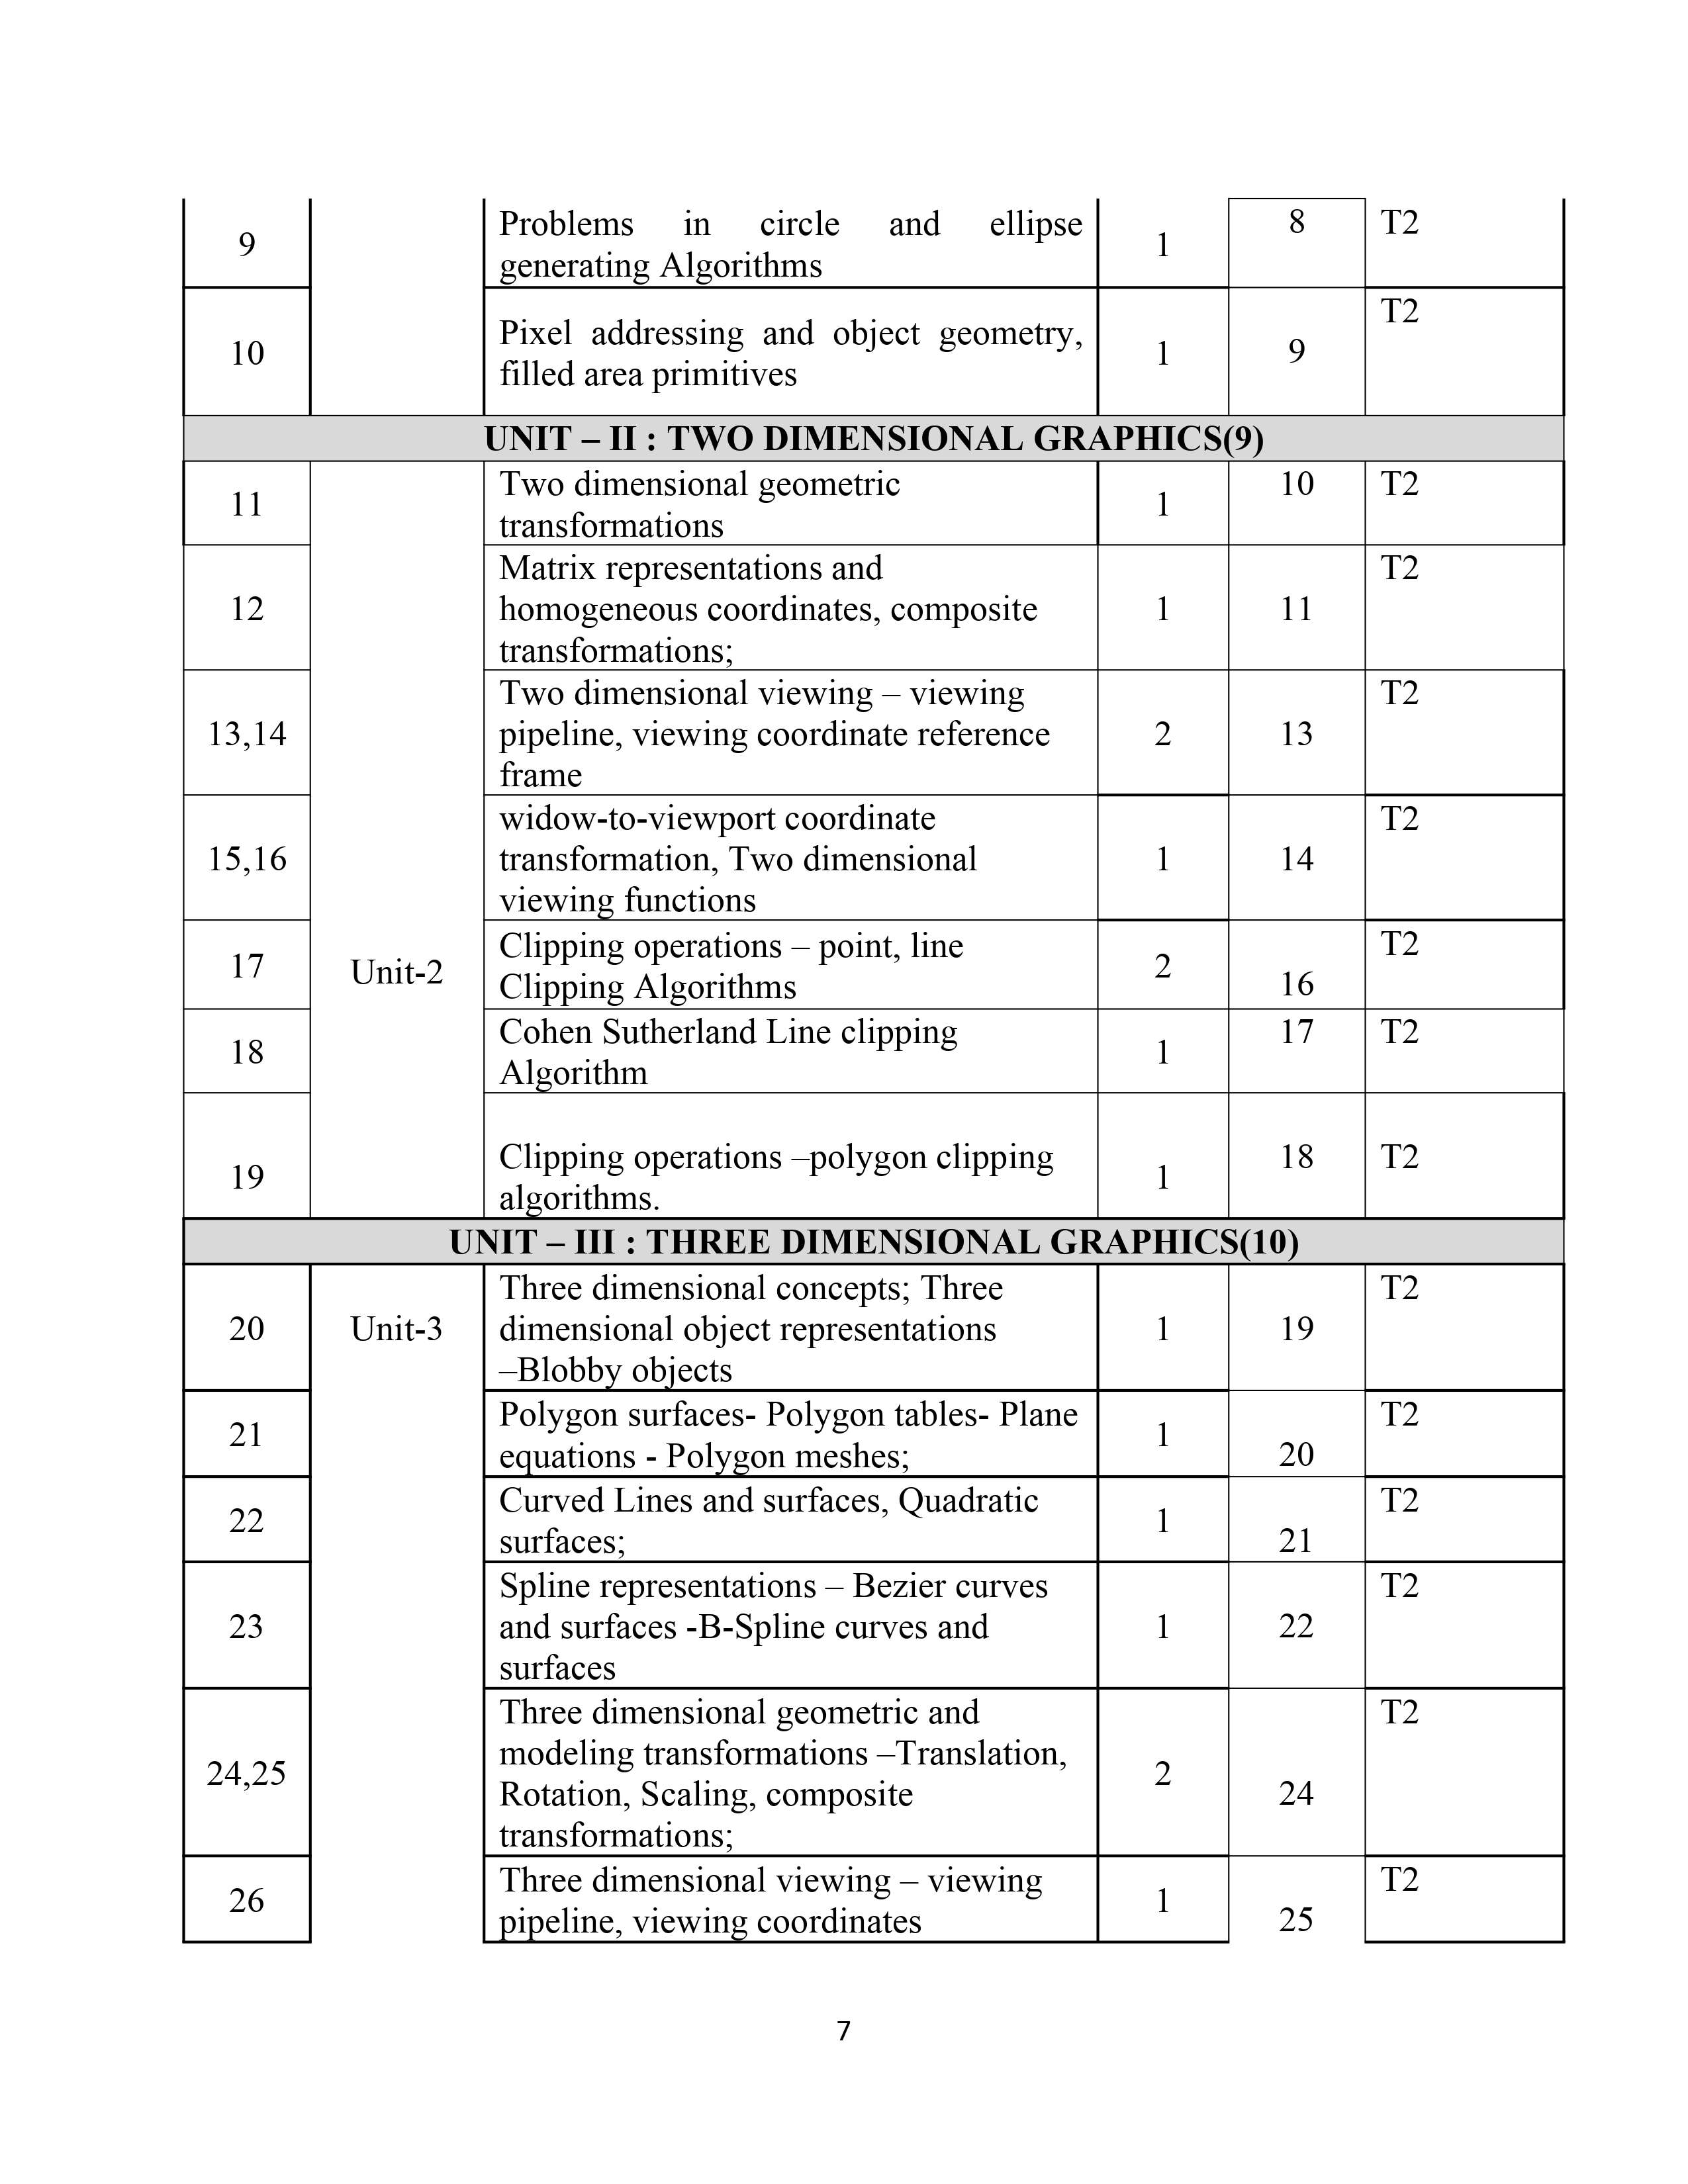 9
Problems in circle and ellipse
generating Algorithms
1
8
T2
10
Pixel addressing and object geometry,
filled area primitives
1
9
T2
UNIT – II : TWO DIMENSIONAL GRAPHICS(9)
11
Unit-2
Two dimensional geometric
transformations
1
10
T2
12
Matrix representations and
homogeneous coordinates, composite
transformations;
1
11
T2
13,14
Two dimensional viewing – viewing
pipeline, viewing coordinate reference
frame
2
13
T2
15,16
widow-to-viewport coordinate
transformation, Two dimensional
viewing functions
1
14
T2
17
Clipping operations – point, line
Clipping Algorithms
2
16
T2
18
Cohen Sutherland Line clipping
Algorithm
1
17
T2
19
Clipping operations –polygon clipping
algorithms.
1
18
T2
UNIT – III : THREE DIMENSIONAL GRAPHICS(10)
20
Unit-3
Three dimensional concepts; Three
dimensional object representations
–Blobby objects
1
19
T2
21
Polygon surfaces- Polygon tables- Plane
equations - Polygon meshes;
1
20
T2
22
Curved Lines and surfaces, Quadratic
surfaces;
1
21
T2
23
Spline representations – Bezier curves
and surfaces -B-Spline curves and
surfaces
1
22
T2
24,25
Three dimensional geometric and
modeling transformations –Translation,
Rotation, Scaling, composite
transformations;
2
24
T2
26
Three dimensional viewing – viewing
pipeline, viewing coordinates
1
25
T2
7